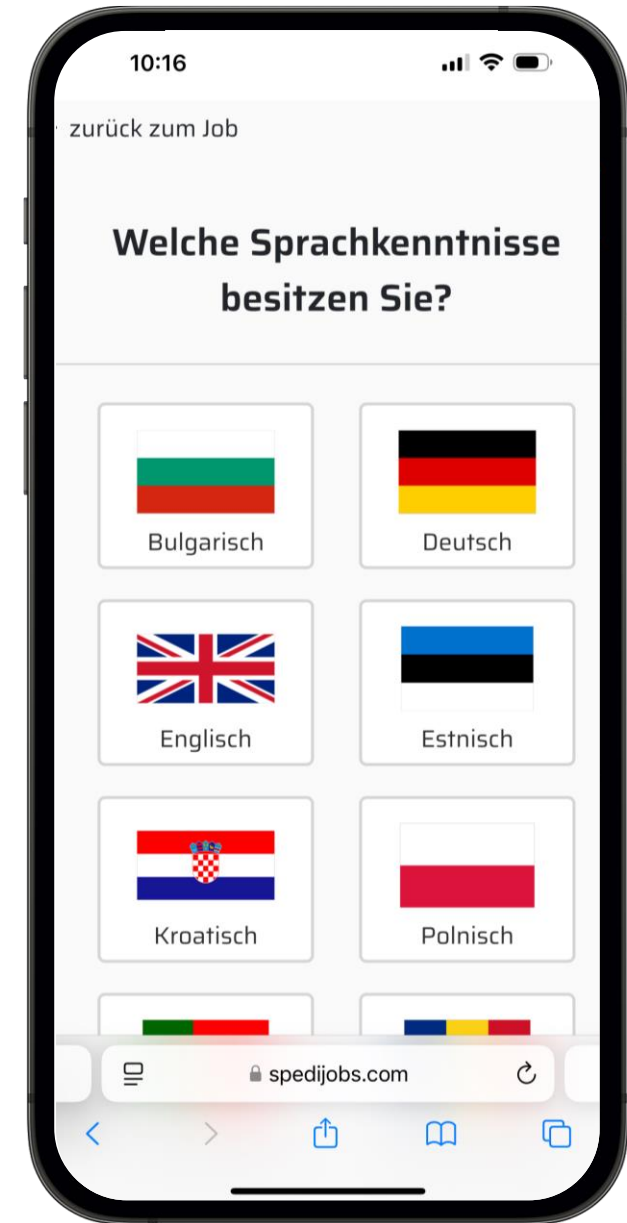 10:16
zurück zum Job
Welche Sprachkenntnisse
besitzen Sie?
Bulgarisch
Deutsch
Englisch
Estnisch
Kroatisch
Polnisch
spedijobs.com